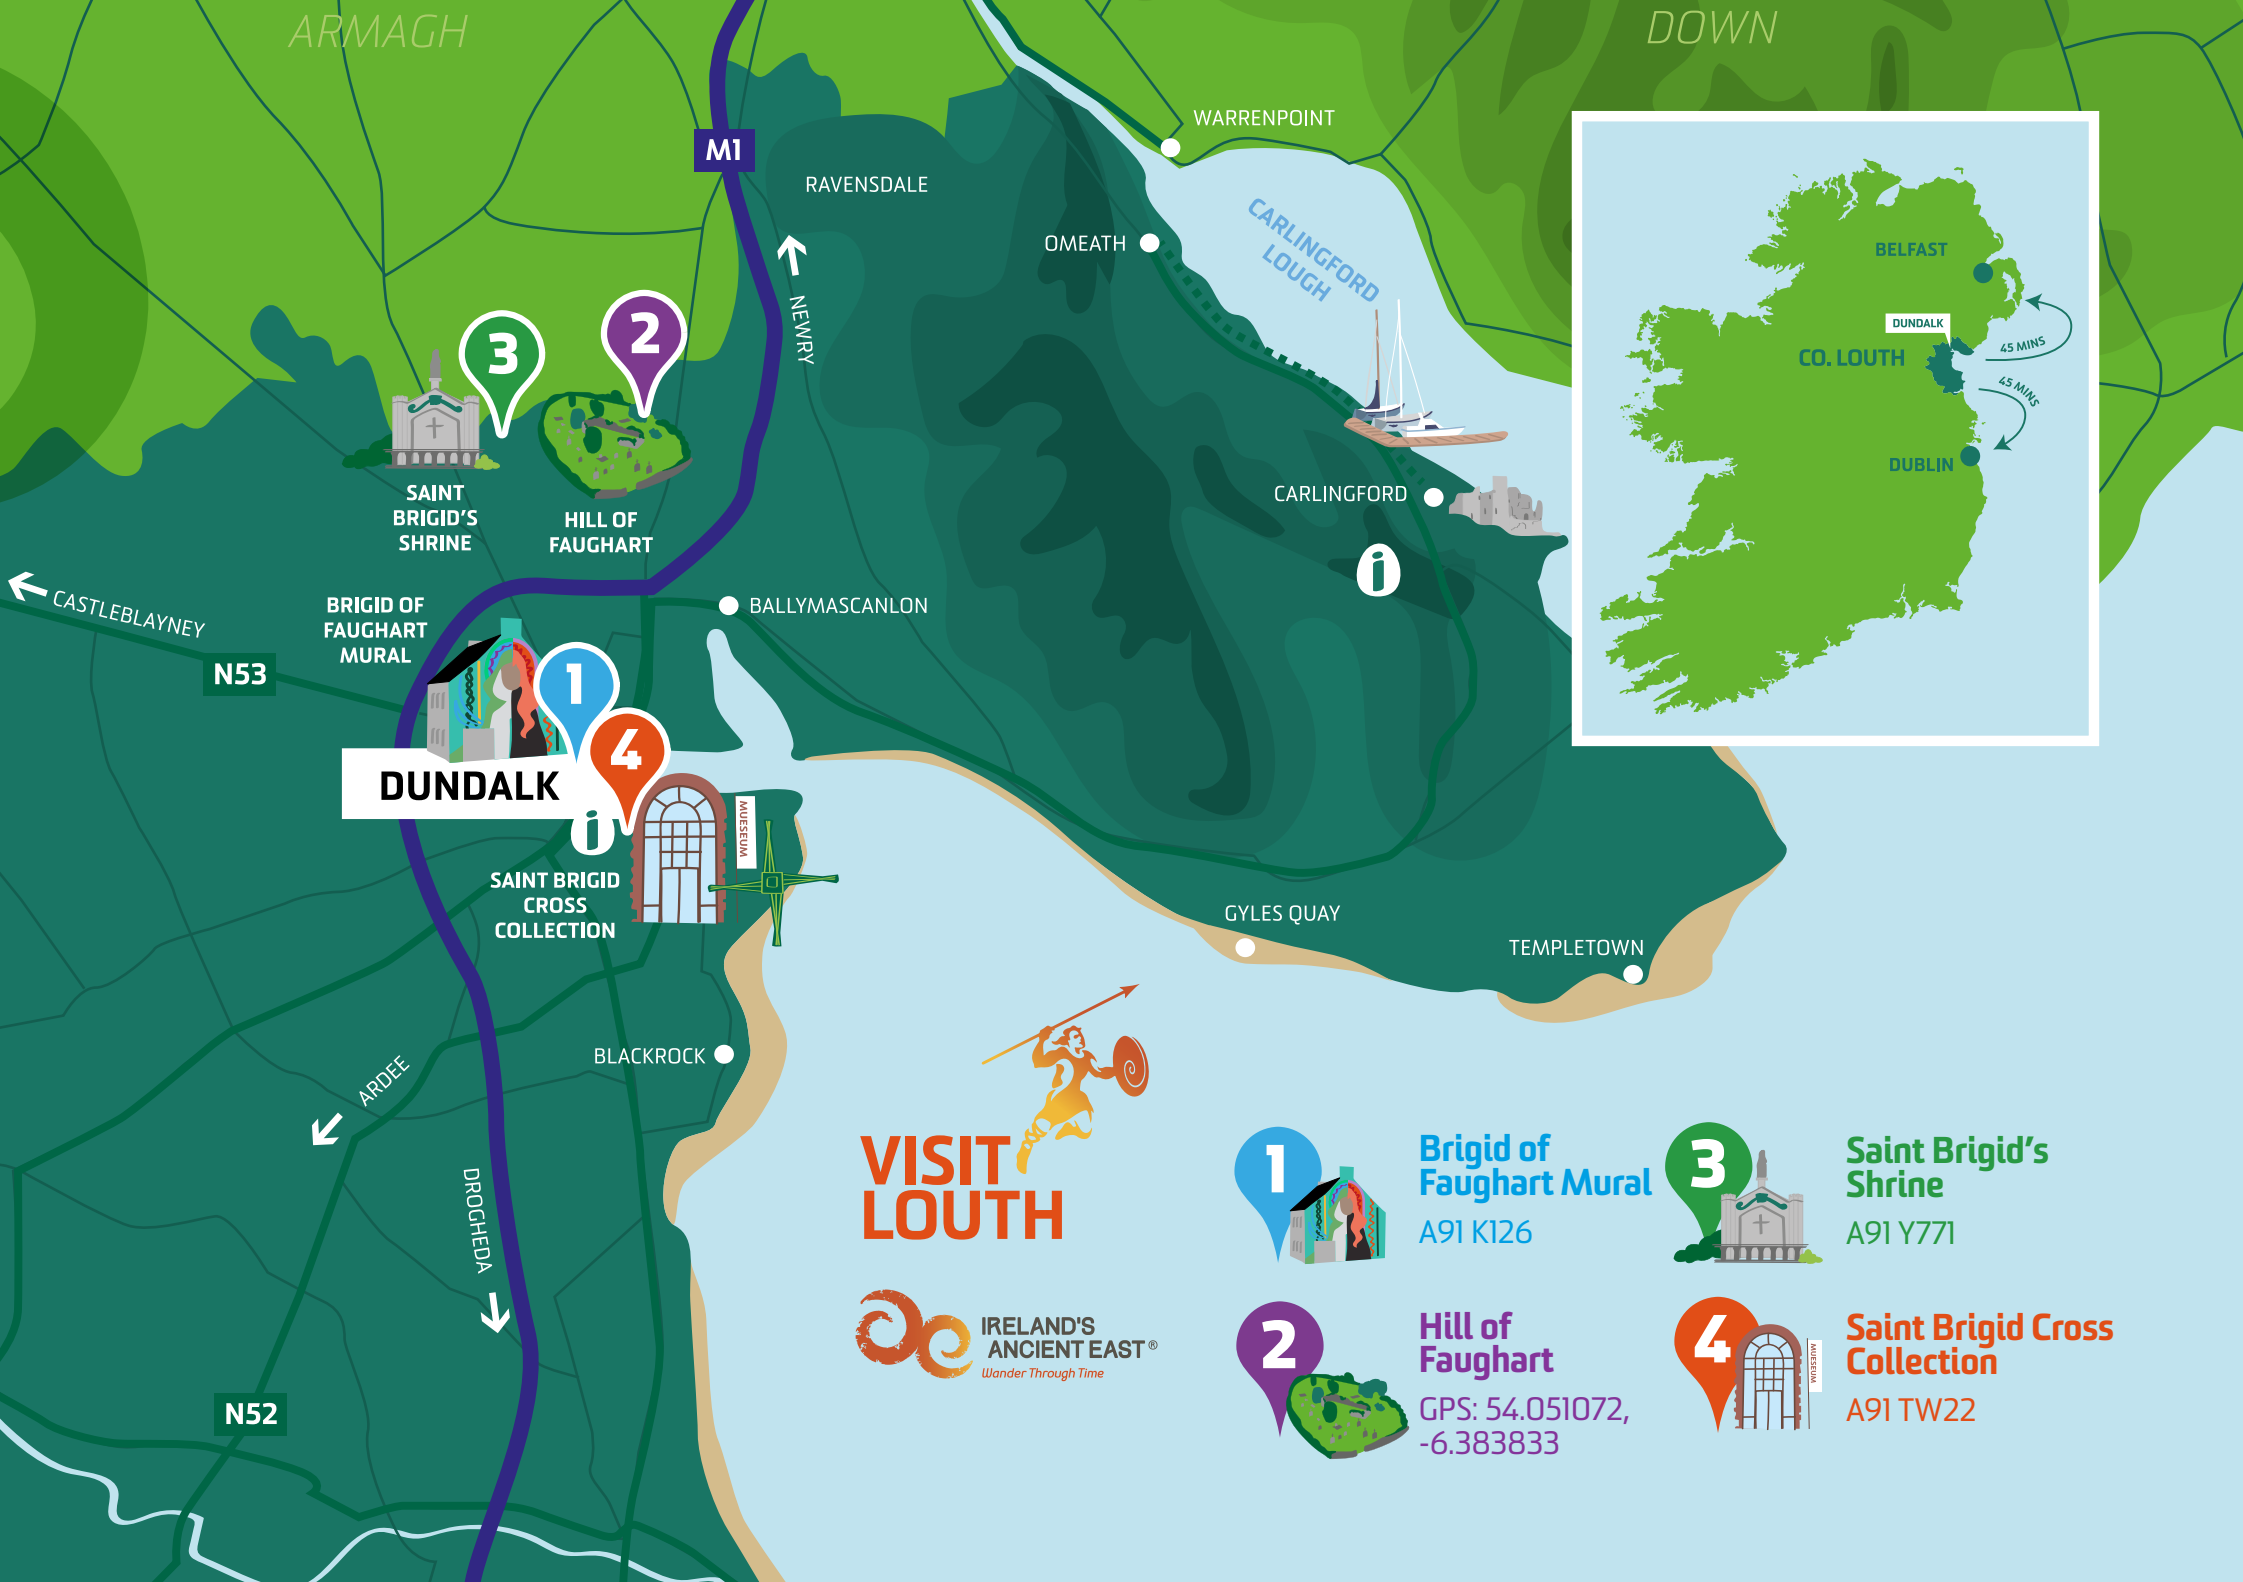 ARMAGH
DOWN
M1
WARRENPOINT
RAVENSDALE
OMEATH
CARLINGFORD
LOUGH
NEWRY
3
2
SAINT
BRIGID'S
SHRINE
HILL OF
FAUGHART
CARLINGFORD
i
BELFAST
DUNDALK
CO. LOUTH
45 MINS
45 MINS
DUBLIN
CASTLEBLAYNEY
N53
BRIGID OF
FAUGHART
MURAL
BALLYMASCANLON
1
4
DUNDALK
i
MUESEUM
SAINT BRIGID
CROSS
COLLECTION
GYLES QUAY
TEMPLETOWN
BLACKROCK
ARDEE
DROGHEDA
N52
VISIT
LOUTH
IRELAND'S
ANCIENT EAST®
Wander Through Time
1
Brigid of
Faughart Mural
A91 K126
2
Hill of
Faughart
GPS: 54.051072,
-6.383833
3
Saint Brigid's
Shrine
A91 Y771
4
MUESEUM
Saint Brigid Cross
Collection
A91 TW22